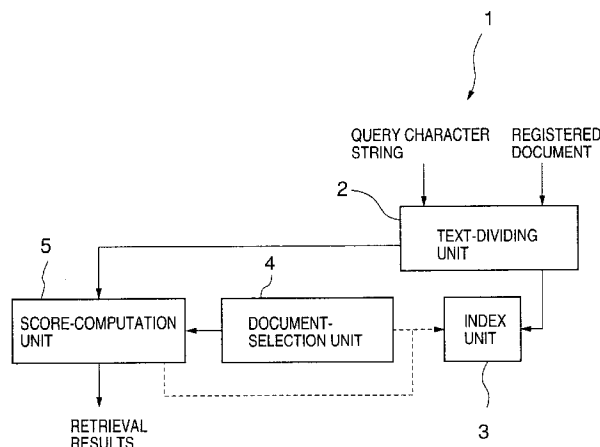 1
QUERY CHARACTER
STRING
REGISTERED
DOCUMENT
2
TEXT-DIVIDING
UNIT
5
SCORE-COMPUTATION
UNIT
4
DOCUMENT-
SELECTION UNIT
INDEX
UNIT
3
RETRIEVAL
RESULTS